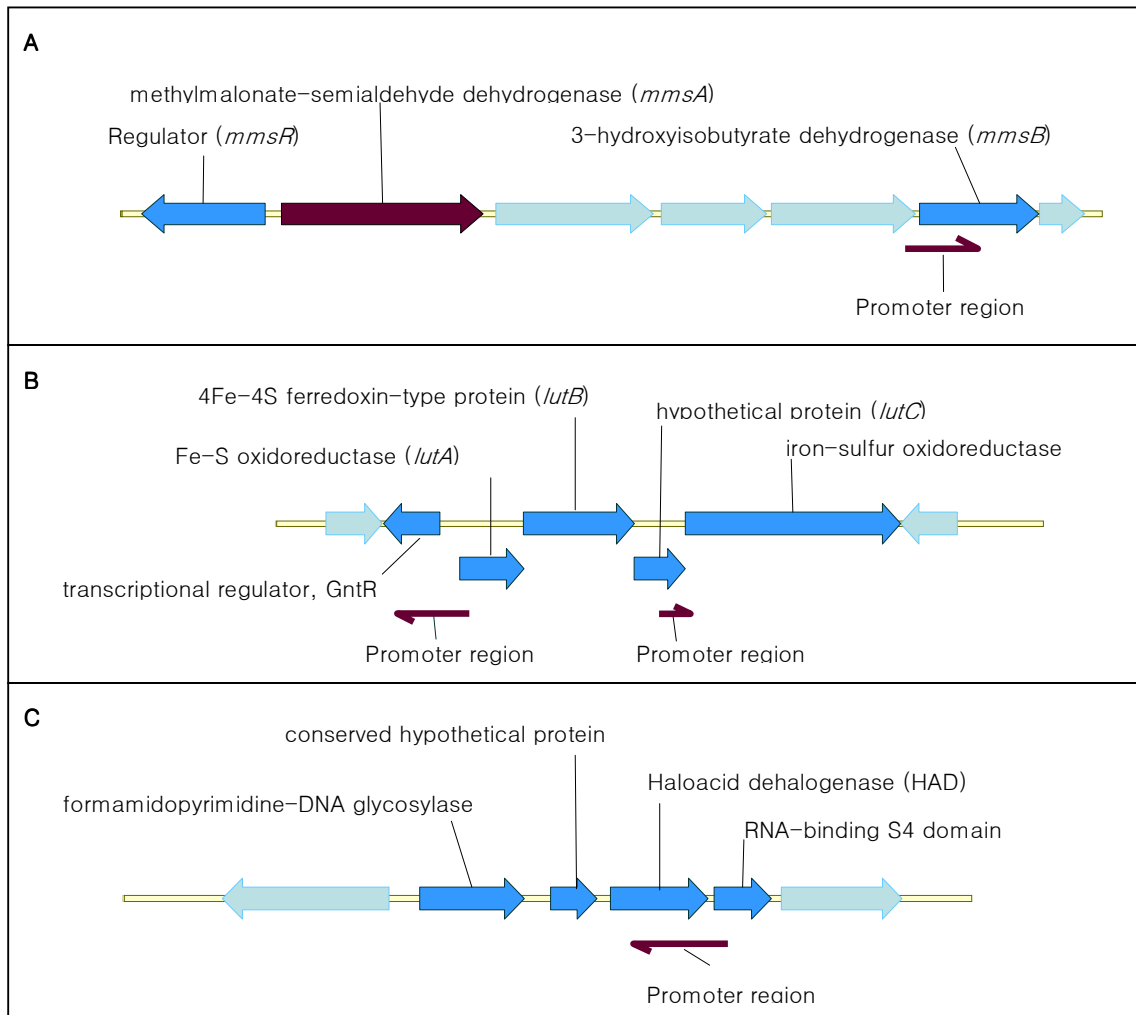 A
methylmalonate-semialdehyde dehydrogenase (mmsA)
Regulator (mmsR)
3-hydroxyisobutyrate dehydrogenase (mmsB)
Promoter region
B
4Fe-4S ferredoxin-type protein (lutB)
hypothetical protein (lutC)
Fe-S oxidoreductase (lutA)
iron-sulfur oxidoreductase
transcriptional regulator, GntR
Promoter region
Promoter region
C
conserved hypothetical protein
Haloacid dehalogenase (HAD)
formamidopyrimidine-DNA glycosylase
RNA-binding S4 domain
Promoter region